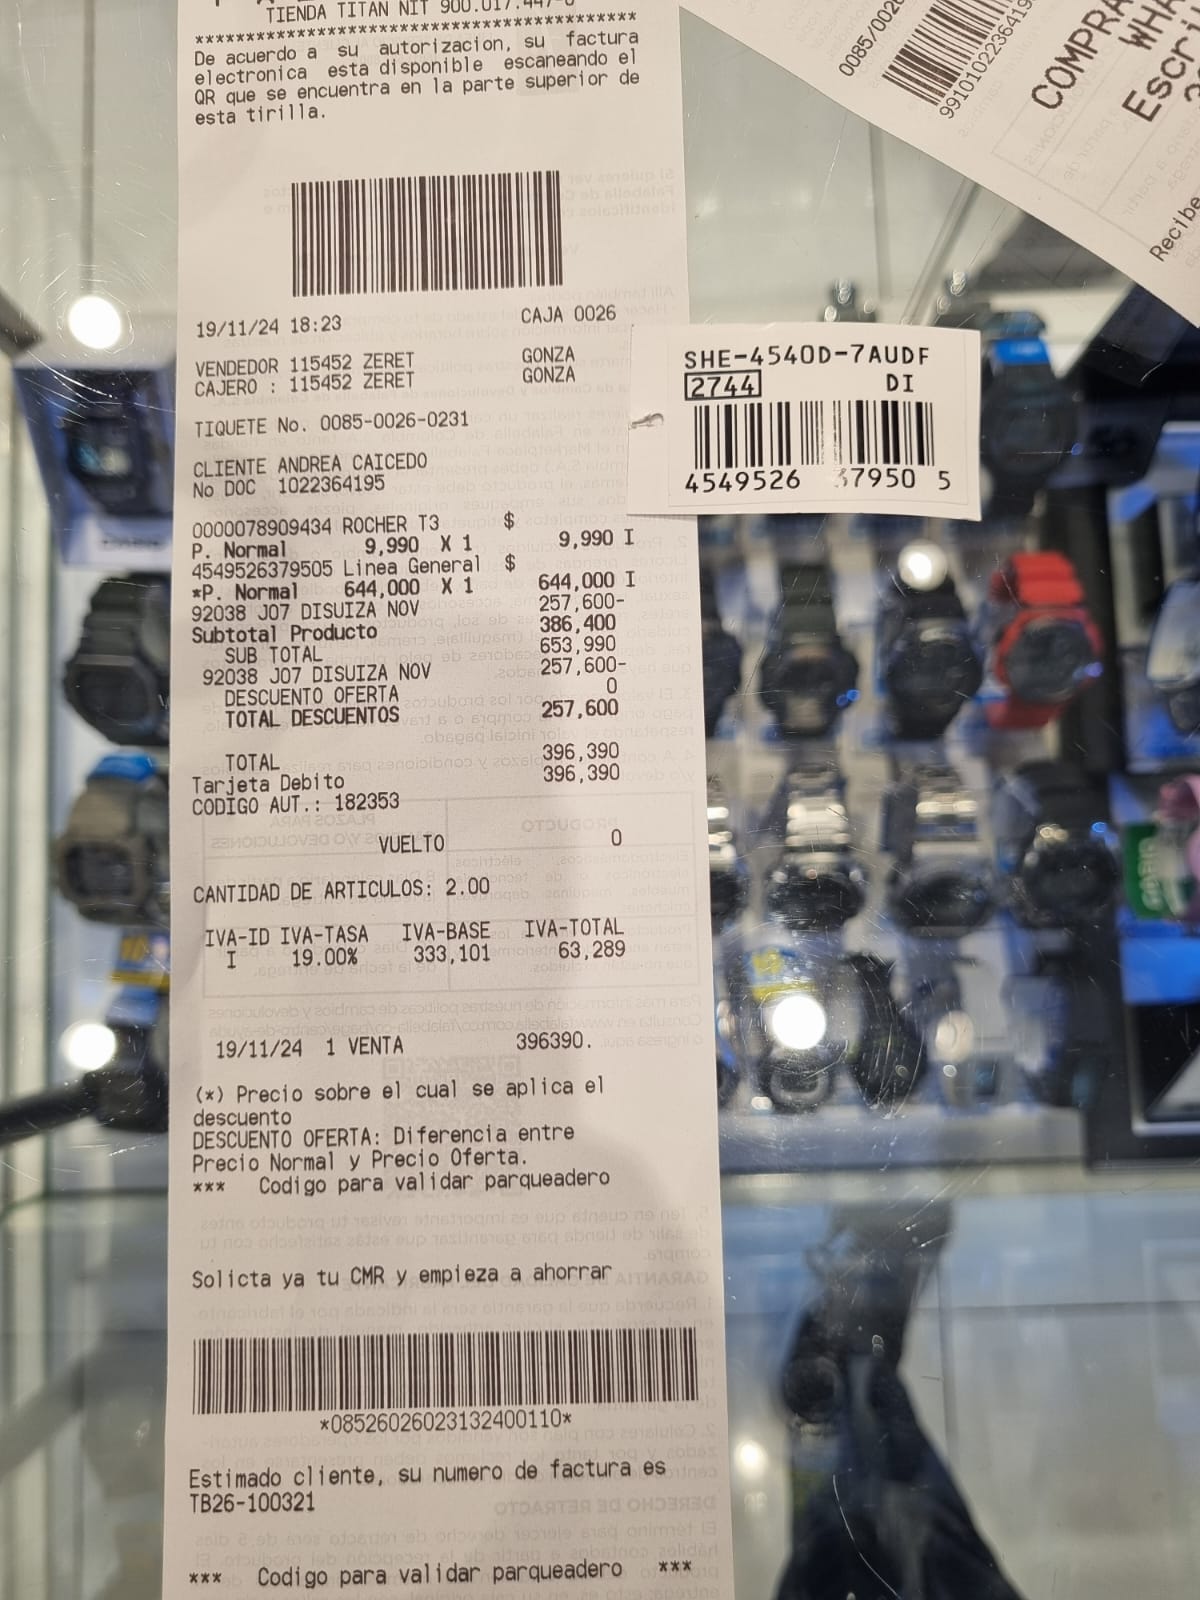 TIENDA TITAN NIT 900.017.447-8
****************************************
De acuerdo a su autorizacion, su factura
electronica esta disponible escaneando el
QR que se encuentra en la parte superior de
esta tirilla.
19/11/24 18:23 CAJA 0026
VENDEDOR 115452 ZERET GONZA
CAJERO : 115452 ZERET GONZA
TIQUETE No. 0085-0026-0231
CLIENTE ANDREA CAICEDO
No DOC 1022364195
0000078909434 ROCHER T3 $
P. Normal 9,990 X 1 9,990 I
4549526379505 Linea General $
*P. Normal 644,000 X 1 644,000 I
92038 J07 DISUIZA NOV 257,600-
Subtotal Producto 386,400
SUB TOTAL 653,990
92038 J07 DISUIZA NOV 257,600-
DESCUENTO OFERTA 0
TOTAL DESCUENTOS 257,600
TOTAL 396,390
Tarjeta Debito 396,390
CODIGO AUT.: 182353
VUELTO 0
CANTIDAD DE ARTICULOS: 2.00
IVA-ID IVA-TASA IVA-BASE IVA-TOTAL
I 19.00% 333,101 63,289
19/11/24 1 VENTA 396390.
(*) Precio sobre el cual se aplica el
descuento
DESCUENTO OFERTA: Diferencia entre
Precio Normal y Precio Oferta.
*** Codigo para validar parqueadero
Solicta ya tu CMR y empieza a ahorrar
*08526026023132400110*
Estimado cliente, su numero de factura es
TB26-100321
*** Codigo para validar parqueadero ***
SHE-4540D-7AUDF
2744 DI
4549526 37950 5
0085/0026
COMPRA
WHA
Escri
Recibe